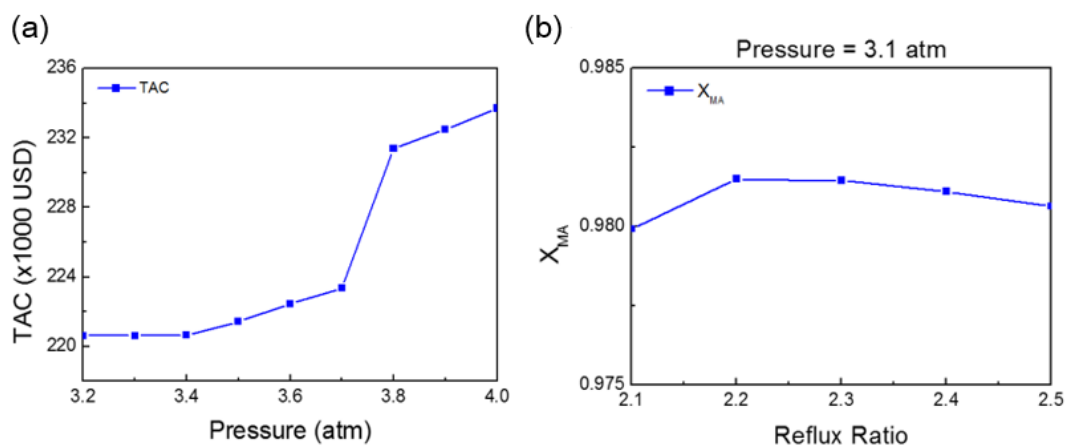 (a)
TAC
236
232
228
224
220
TAC (x1000 USD)
3.2
3.4
3.6
3.8
4.0
Pressure (atm)
(b)
Pressure = 3.1 atm
X_MA
0.985
0.980
0.975
X_MA
2.1
2.2
2.3
2.4
2.5
Reflux Ratio